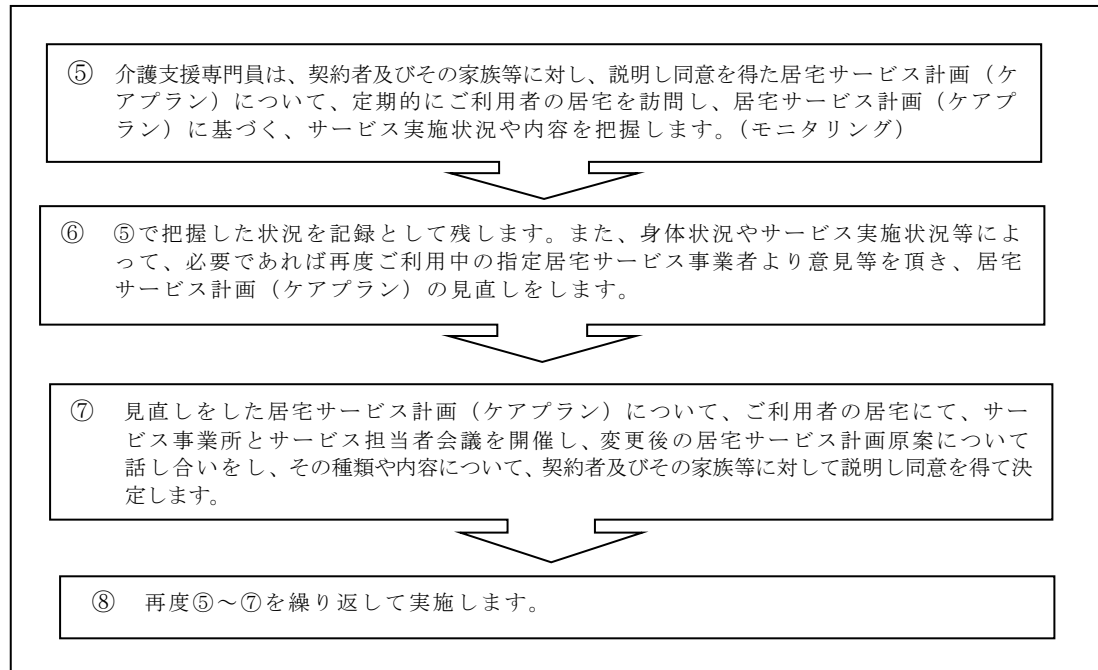 ⑤ 介護支援専門員は、契約者及びその家族等に対し、説明し同意を得た居宅サービス計画（ケ
アプラン）について、定期的にご利用者の居宅を訪問し、居宅サービス計画（ケアプ
ラン）に基づく、サービス実施状況や内容を把握します。（モニタリング）
⑥ ⑤で把握した状況を記録として残します。また、身体状況やサービス実施状況等によ
って、必要であれば再度ご利用中の指定居宅サービス事業者より意見等を頂き、居宅
サービス計画（ケアプラン）の見直しをします。
⑦ 見直しをした居宅サービス計画（ケアプラン）について、ご利用者の居宅にて、サー
ビス事業所とサービス担当者会議を開催し、変更後の居宅サービス計画原案について
話し合いをし、その種類や内容について、契約者及びその家族等に対して説明し同意を得て決
定します。
⑧ 再度⑤～⑦を繰り返して実施します。